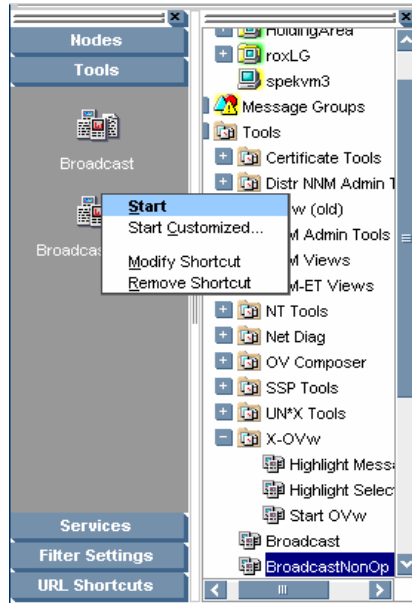 Nodes
Tools
Broadcast
Broadcas
Start
Start Customized...
Modify Shortcut
Remove Shortcut
Services
Filter Settings
URL Shortcuts
HoldingArea
roxLG
spekvm3
Message Groups
Tools
Certificate Tools
Distr NNM Admin T
w (old)
M Admin Tools
M Views
M-ET Views
NT Tools
Net Diag
OV Composer
SSP Tools
UN*X Tools
X-OVw
Highlight Messa
Highlight Selec
Start OVw
Broadcast
BroadcastNonOp